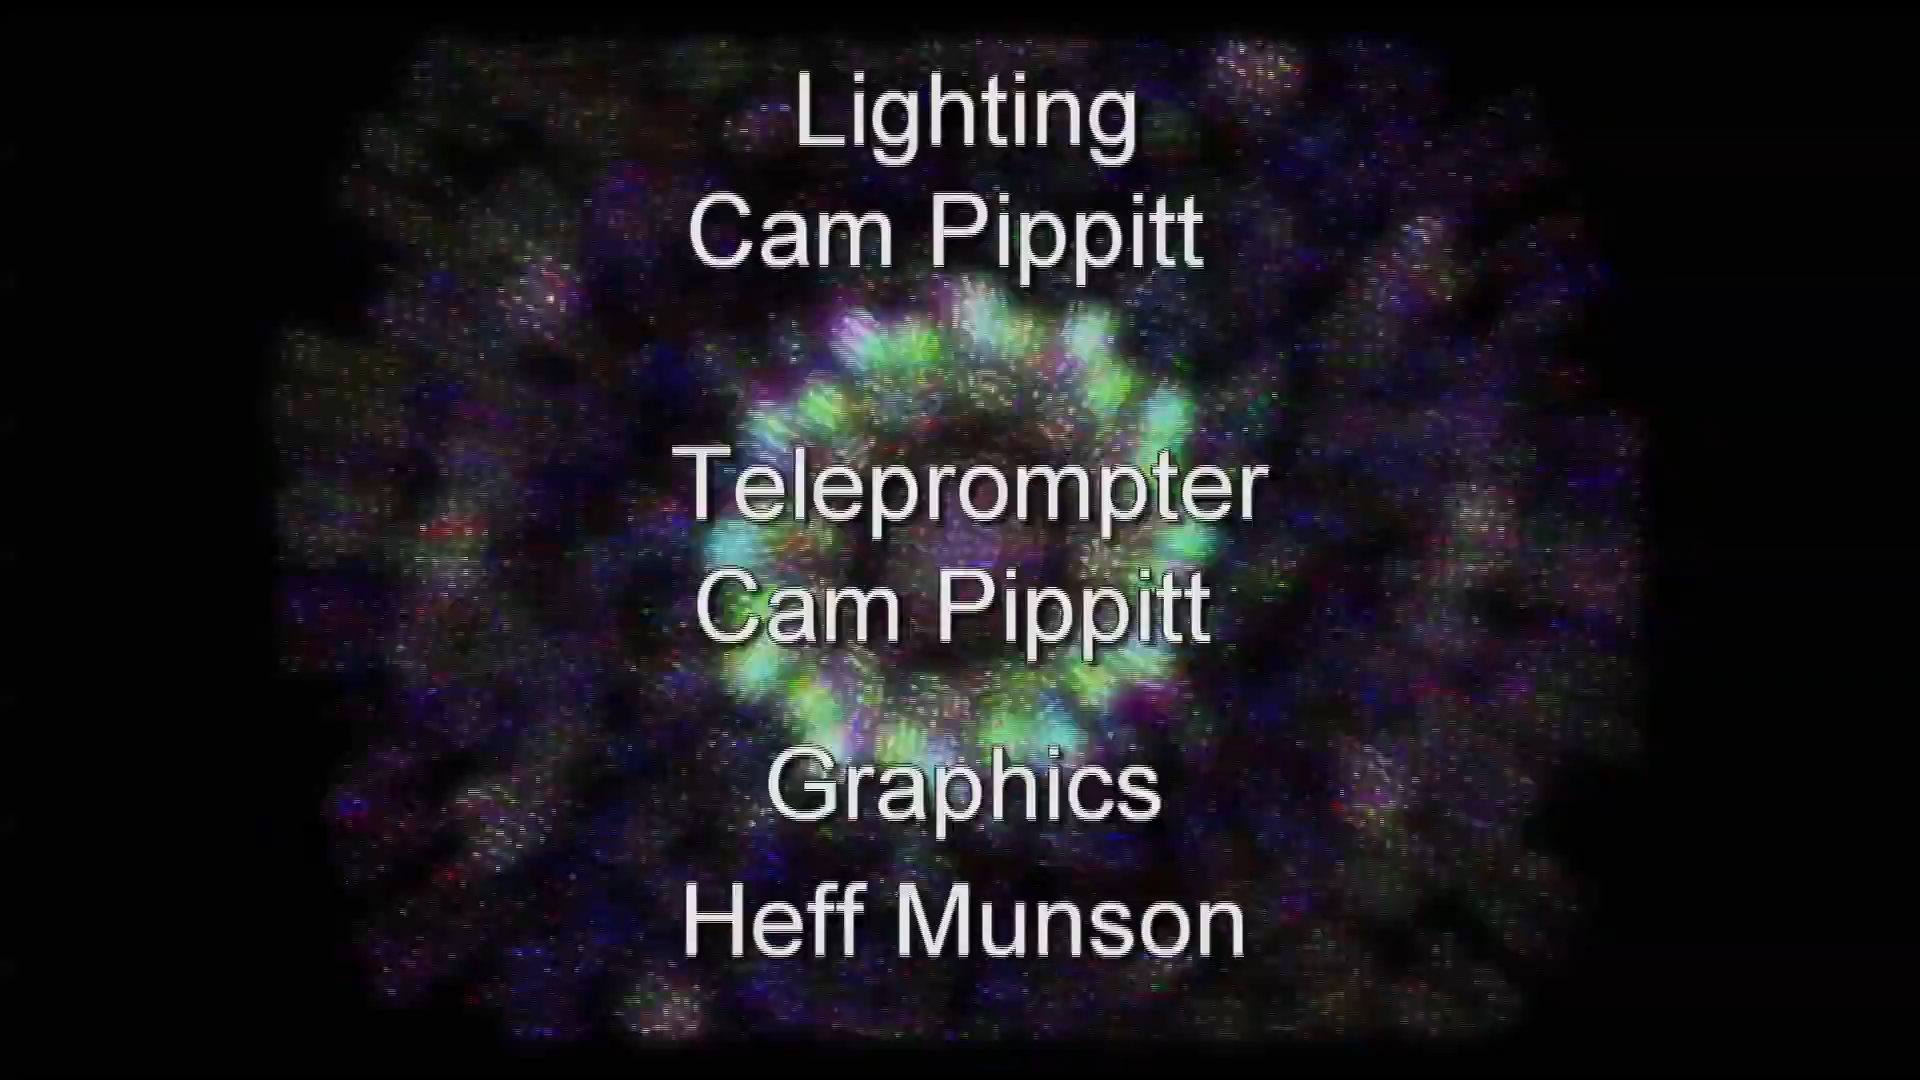 Lighting
Cam Pippitt
Teleprompter
Cam Pippitt
Graphics
Heff Munson